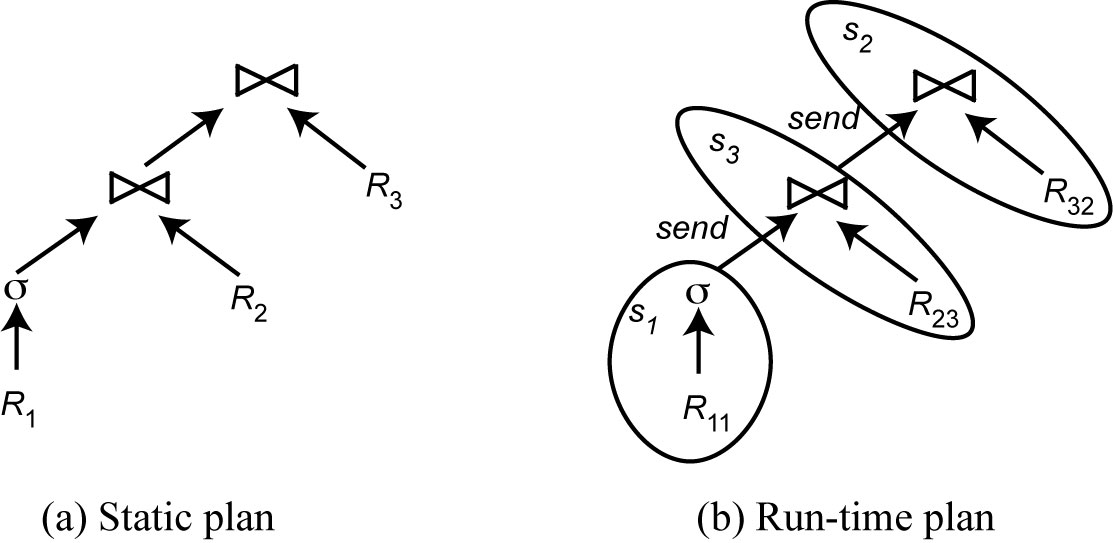 R₃
σ
R₂
R₁
(a) Static plan
s₂
send
s₃
R₃₂
send
σ
s₁
R₂₃
R₁₁
(b) Run-time plan